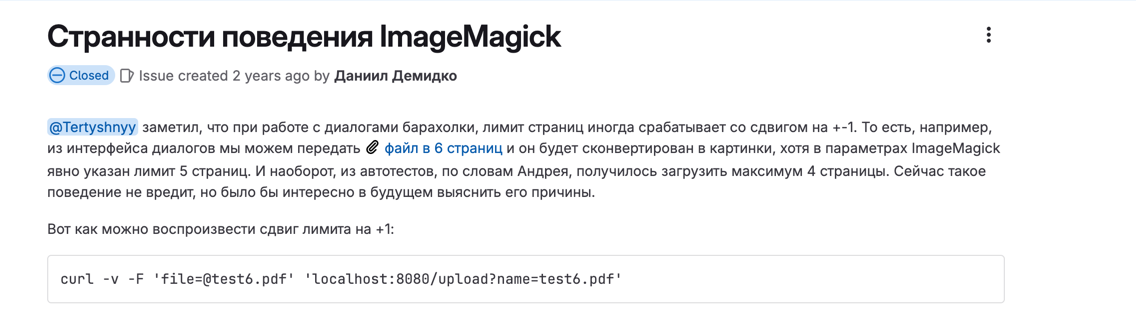 Странности поведения ImageMagick
Closed Issue created 2 years ago by Даниил Демидко
@Tertyshnyy заметил, что при работе с диалогами барахолки, лимит страниц иногда срабатывает со сдвигом на +-1. То есть, например,
из интерфейса диалогов мы можем передать файл в 6 страниц и он будет сконвертирован в картинки, хотя в параметрах ImageMagick
явно указан лимит 5 страниц. И наоборот, из автотестов, по словам Андрея, получилось загрузить максимум 4 страницы. Сейчас такое
поведение не вредит, но было бы интересно в будущем выяснить его причины.
Вот как можно воспроизвести сдвиг лимита на +1:
curl -v -F 'file=@test6.pdf' 'localhost:8080/upload?name=test6.pdf'